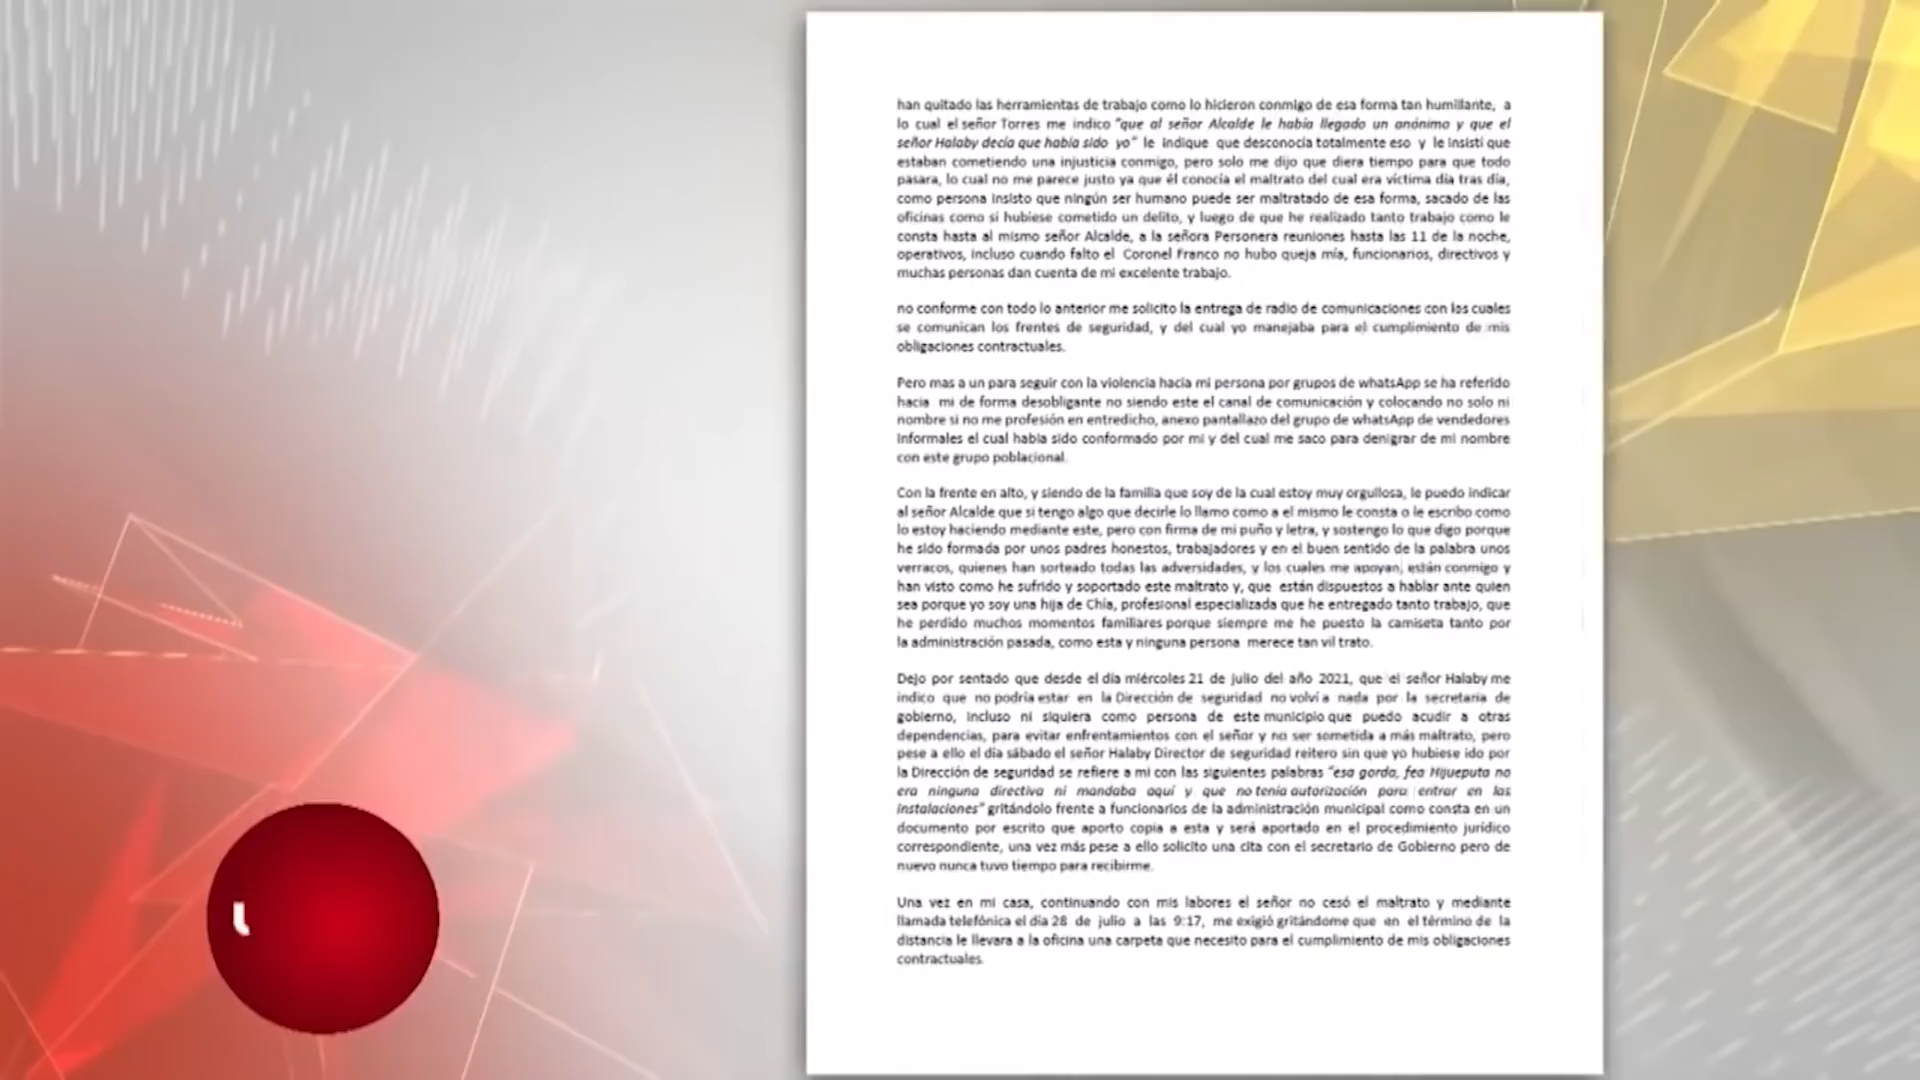 han quitado las herramientas de trabajo como lo hicieron conmigo de esa forma tan humillante, a
lo cual el señor Torres me indico "que al señor Alcalde le había llegado un anónimo y que el
señor Halaby decía que había sido yo" le indique que desconocía totalmente eso y le insistí que
estaban cometiendo una injusticia conmigo, pero solo me dijo que diera tiempo para que todo
pasara, lo cual no me parece justo ya que él conocía el maltrato del cual era víctima día tras día,
como persona insisto que ningún ser humano puede ser maltratado de esa forma, sacado de las
oficinas como si hubiese cometido un delito, y luego de que he realizado tanto trabajo como le
consta hasta al mismo señor Alcalde, a la señora Personera reuniones hasta las 11 de la noche,
operativos, incluso cuando falto el Coronel Franco no hubo queja mía, funcionarios, directivos y
muchas personas dan cuenta de mi excelente trabajo.
no conforme con todo lo anterior me solicito la entrega de radio de comunicaciones con los cuales
se comunican los frentes de seguridad, y del cual yo manejaba para el cumplimiento de mis
obligaciones contractuales.
Pero mas a un para seguir con la violencia hacia mi persona por grupos de whatsApp se ha referido
hacia mi de forma desobligante no siendo este el canal de comunicación y colocando no solo ni
nombre si no me profesión en entredicho, anexo pantallazo del grupo de whatsApp de vendedores
informales el cual había sido conformado por mi y del cual me saco para denigrar de mi nombre
con este grupo poblacional.
Con la frente en alto, y siendo de la familia que soy de la cual estoy muy orgullosa, le puedo indicar
al señor Alcalde que si tengo algo que decirle lo llamo como a el mismo le consta o le escribo como
lo estoy haciendo mediante este, pero con firma de mi puño y letra, y sostengo lo que digo porque
he sido formada por unos padres honestos, trabajadores y en el buen sentido de la palabra unos
verracos, quienes han sorteado todas las adversidades, y los cuales me apoyan, están conmigo y
han visto como he sufrido y soportado este maltrato y, que están dispuestos a hablar ante quien
sea porque yo soy una hija de Chía, profesional especializada que he entregado tanto trabajo, que
he perdido muchos momentos familiares porque siempre me he puesto la camiseta tanto por
la administración pasada, como esta y ninguna persona merece tan vil trato.
Dejo por sentado que desde el día miércoles 21 de julio del año 2021, que el señor Halaby me
indico que no podría estar en la Dirección de seguridad no volví a nada por la secretaria de
gobierno, incluso ni siquiera como persona de este municipio que puedo acudir a otras
dependencias, para evitar enfrentamientos con el señor y no ser sometida a más maltrato, pero
pese a ello el día sábado el señor Halaby Director de seguridad reitero sin que yo hubiese ido por
la Dirección de seguridad se refiere a mi con las siguientes palabras "esa gorda, fea Hijueputa no
era ninguna directiva ni mandaba aquí y que no tenía autorización para entrar en las
instalaciones" gritándolo frente a funcionarios de la administración municipal como consta en un
documento por escrito que aporto copia a esta y será aportado en el procedimiento jurídico
correspondiente, una vez más pese a ello solicito una cita con el secretario de Gobierno pero de
nuevo nunca tuvo tiempo para recibirme.
Una vez en mi casa, continuando con mis labores el señor no cesó el maltrato y mediante
llamada telefónica el día 28 de julio a las 9:17, me exigió gritándome que en el término de la
distancia le llevara a la oficina una carpeta que necesito para el cumplimiento de mis obligaciones
contractuales.